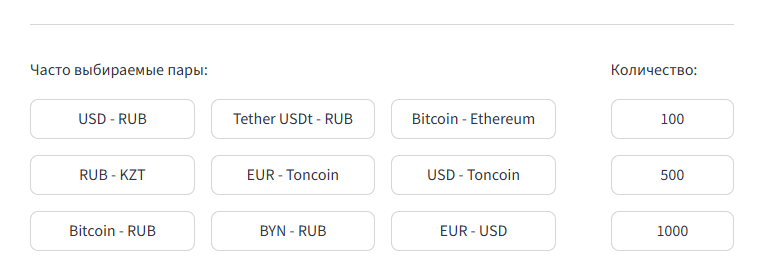 Часто выбираемые пары: Количество:
USD - RUB Tether USDt - RUB Bitcoin - Ethereum 100
RUB - KZT EUR - Toncoin USD - Toncoin 500
Bitcoin - RUB BYN - RUB EUR - USD 1000